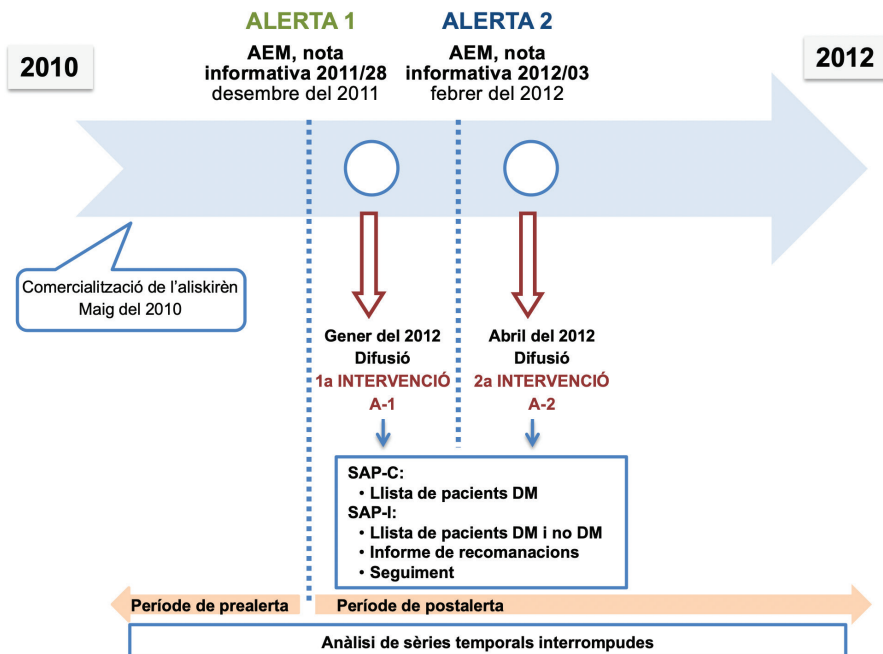 ALERTA 1
AEM, nota
informativa 2011/28
desembre del 2011
ALERTA 2
AEM, nota
informativa 2012/03
febrer del 2012
2010
2012
Comercialització de l'aliskirèn
Maig del 2010
Gener del 2012
Difusió
1a INTERVENCIÓ
A-1
Abril del 2012
Difusió
2a INTERVENCIÓ
A-2
SAP-C:
• Llista de pacients DM
SAP-I:
• Llista de pacients DM i no DM
• Informe de recomanacions
• Seguiment
Període de prealerta
Període de postalerta
Anàlisi de sèries temporals interrompudes